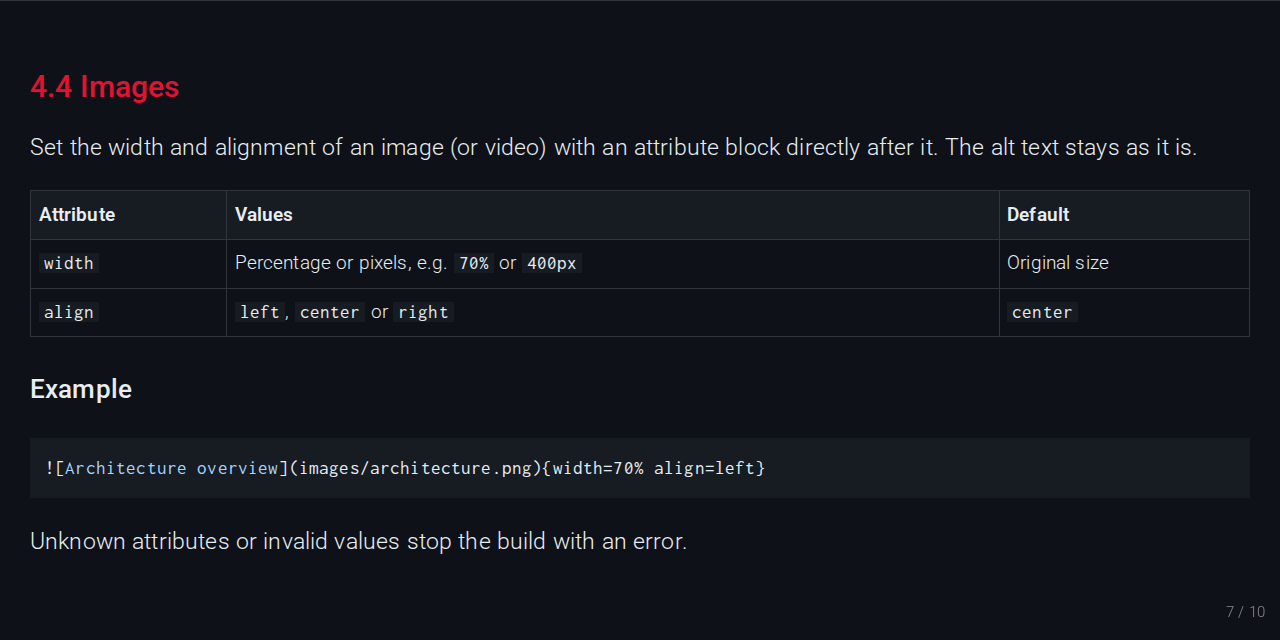 4.4 Images
Set the width and alignment of an image (or video) with an attribute block directly after it. The alt text stays as it is.
Attribute Values Default
width Percentage or pixels, e.g. 70% or 400px Original size
align left, center or right center
Example
![Architecture overview](images/architecture.png){width=70% align=left}
Unknown attributes or invalid values stop the build with an error.
7 / 10